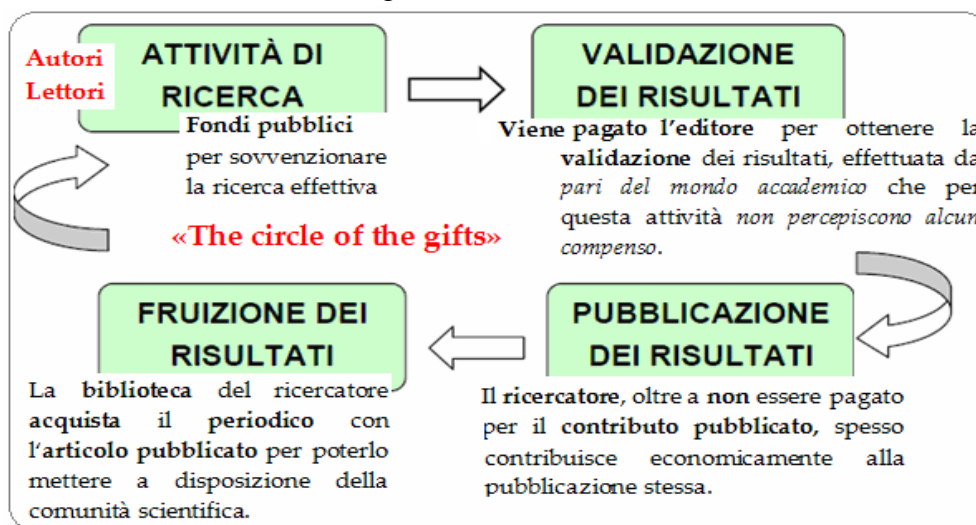 Autori
Lettori
ATTIVITÀ DI
RICERCA
Fondi pubblici
per sovvenzionare
la ricerca effettiva
VALIDAZIONE
DEI RISULTATI
Viene pagato l'editore per ottenere la
validazione dei risultati, effettuata da
pari del mondo accademico che per
questa attività non percepiscono alcun
compenso.
«The circle of the gifts»
PUBBLICAZIONE
DEI RISULTATI
Il ricercatore, oltre a non essere pagato
per il contributo pubblicato, spesso
contribuisce economicamente alla
pubblicazione stessa.
FRUIZIONE DEI
RISULTATI
La biblioteca del ricercatore
acquista il periodico con
l'articolo pubblicato per poterlo
mettere a disposizione della
comunità scientifica.